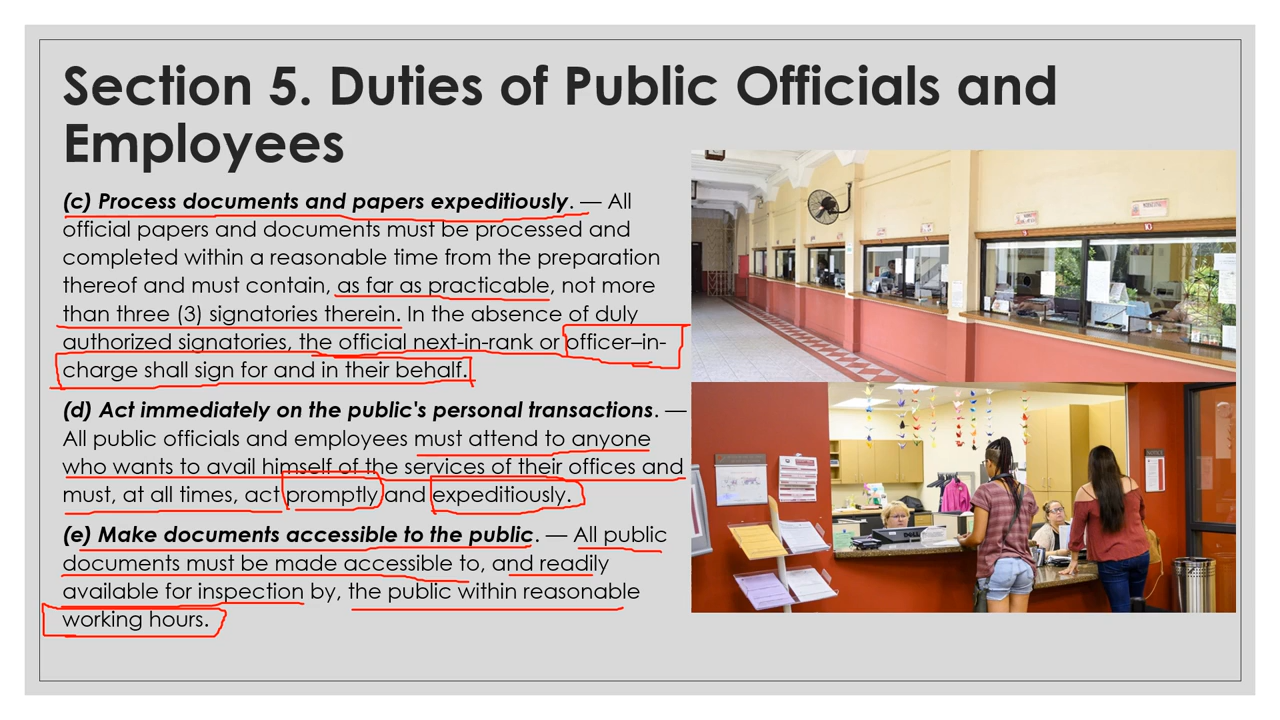 Section 5. Duties of Public Officials and
Employees
(c) Process documents and papers expeditiously. — All
official papers and documents must be processed and
completed within a reasonable time from the preparation
thereof and must contain, as far as practicable, not more
than three (3) signatories therein. In the absence of duly
authorized signatories, the official next-in-rank or officer–in-
charge shall sign for and in their behalf.
(d) Act immediately on the public's personal transactions. —
All public officials and employees must attend to anyone
who wants to avail himself of the services of their offices and
must, at all times, act promptly and expeditiously.
(e) Make documents accessible to the public. — All public
documents must be made accessible to, and readily
available for inspection by, the public within reasonable
working hours.